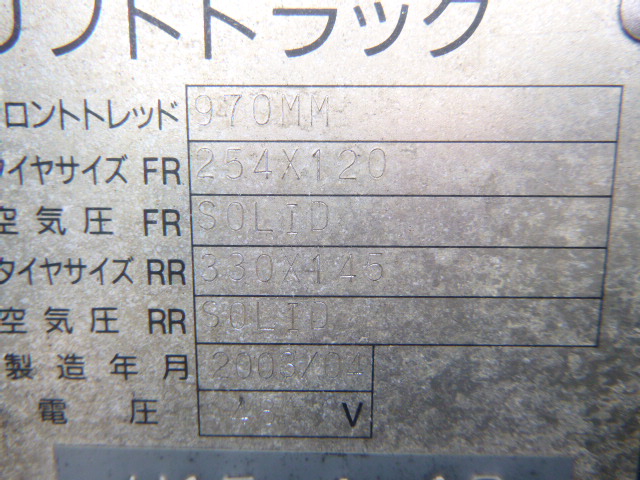 リフトトラック
フロントトレッド 970MM
タイヤサイズ FR 254X120
空気圧 FR SOLID
タイヤサイズ RR 330X145
空気圧 RR SOLID
製造年月 2003/04
電圧 V